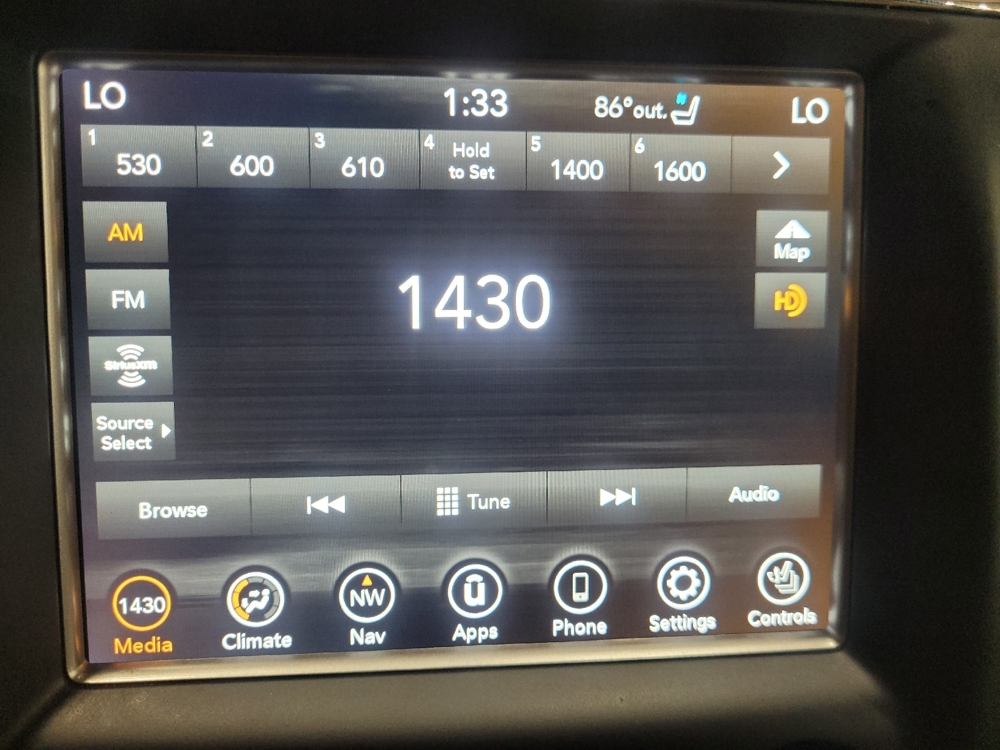 LO
1:33
86° out.
LO
1
530
2
600
3
610
4
Hold
to Set
5
1400
6
1600
AM
1430
Map
FM
HD
SiriusXM
Source
Select
Browse
Tune
Audio
1430
Media
Climate
NW
Nav
u
Apps
Phone
Settings
Controls